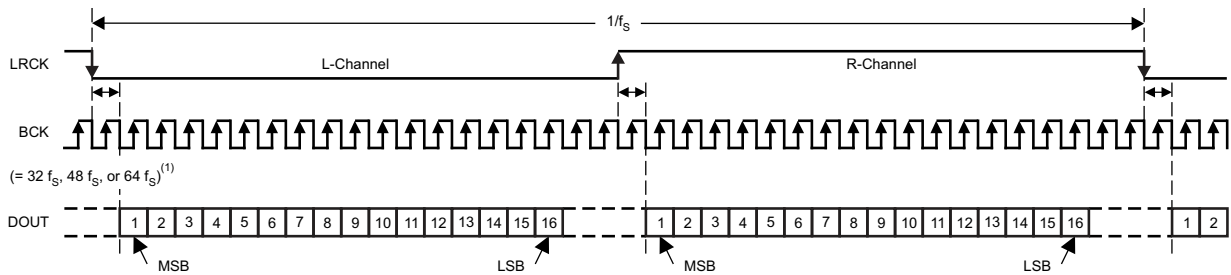 1/fS
LRCK
L-Channel
R-Channel
BCK
(= 32 fS, 48 fS, or 64 fS)(1)
DOUT
1 2 3 4 5 6 7 8 9 10 11 12 13 14 15 16
1 2 3 4 5 6 7 8 9 10 11 12 13 14 15 16
1 2
MSB
LSB
MSB
LSB